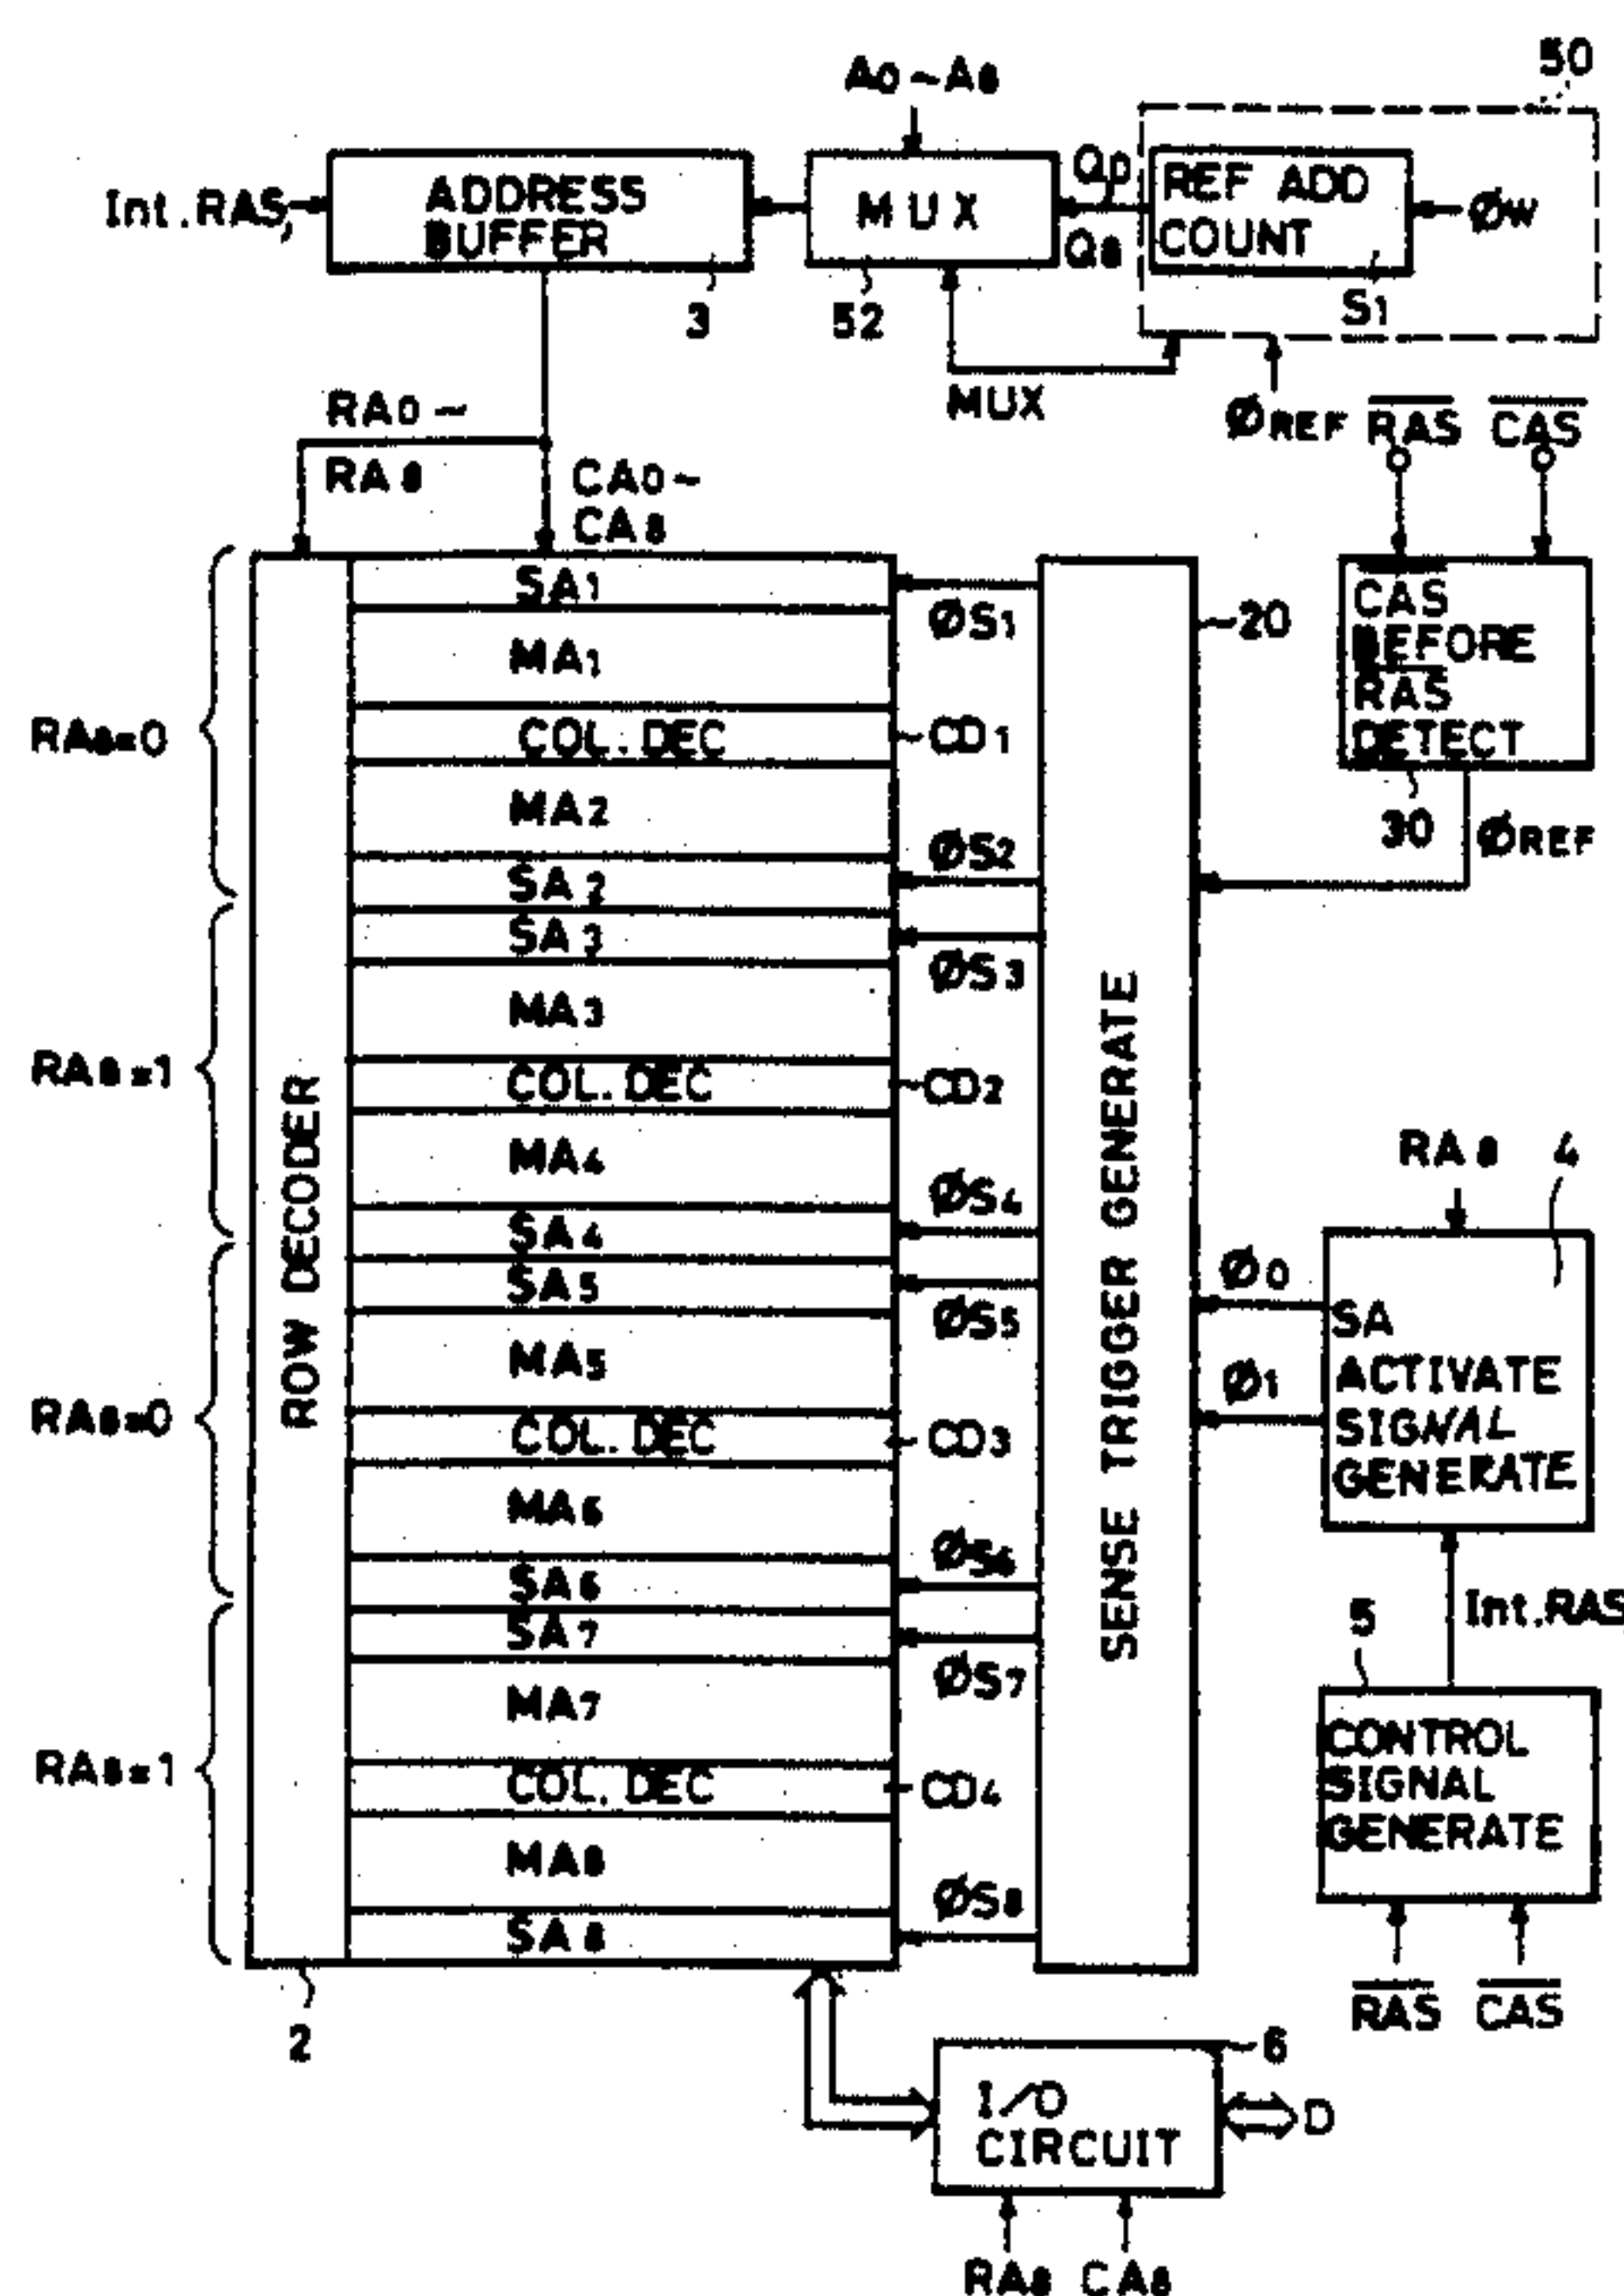 50
A0~A8
Int.RAS
ADDRESS
BUFFER
MUX
Q0
Q8
REF ADD
COUNT
ØW
3
52
S1
MUX
ØREF
RAS
CAS
RA0~
RA8
CA0~
CA8
CAS
BEFORE
RAS
DETECT
30
ØREF
20
RA8=0
RA8=1
RA8=0
RA8=1
ROW DECODER
SA1
MA1
COL. DEC
MA2
SA2
SA3
MA3
COL. DEC
MA4
SA4
SA5
MA5
COL. DEC
MA6
SA6
SA7
MA7
COL. DEC
MA8
SA8
ØS1
CD1
ØS2
ØS3
CD2
ØS4
ØS5
CD3
ØS6
ØS7
CD4
ØS8
SENSE TRIGGER GENERATE
RA8
4
Ø0
Ø1
SA
ACTIVATE
SIGNAL
GENERATE
Int.RAS
5
CONTROL
SIGNAL
GENERATE
RAS
CAS
2
6
I/O
CIRCUIT
D
RA8
CA8